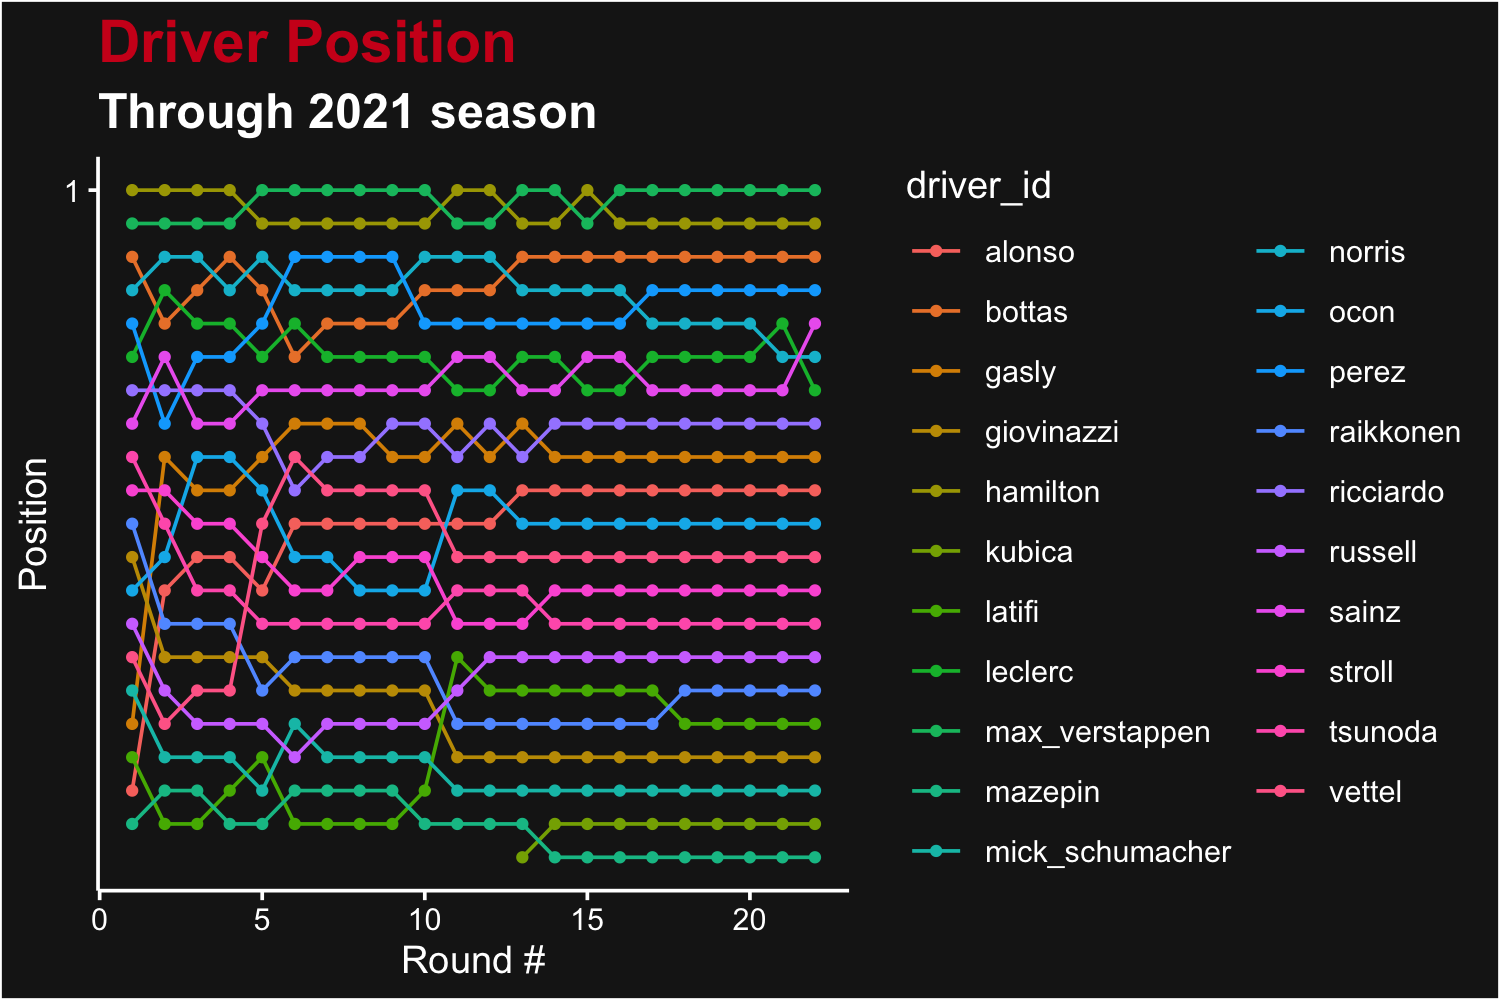 Driver Position
Through 2021 season
1
Position
0 5 10 15 20
Round #
driver_id
alonso
bottas
gasly
giovinazzi
hamilton
kubica
latifi
leclerc
max_verstappen
mazepin
mick_schumacher
norris
ocon
perez
raikkonen
ricciardo
russell
sainz
stroll
tsunoda
vettel